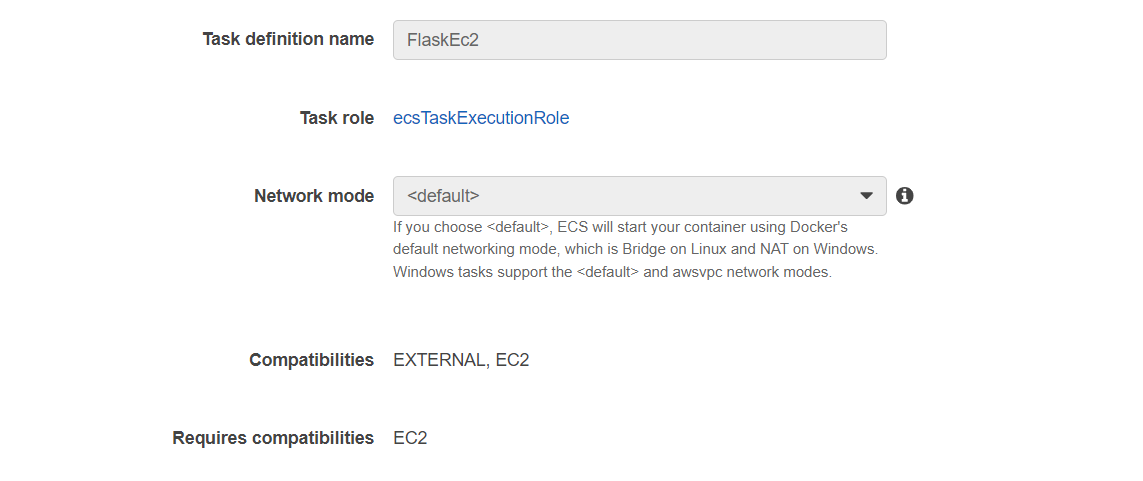 Task definition name FlaskEc2
Task role ecsTaskExecutionRole
Network mode <default>
If you choose <default>, ECS will start your container using Docker's
default networking mode, which is Bridge on Linux and NAT on Windows.
Windows tasks support the <default> and awsvpc network modes.
Compatibilities EXTERNAL, EC2
Requires compatibilities EC2